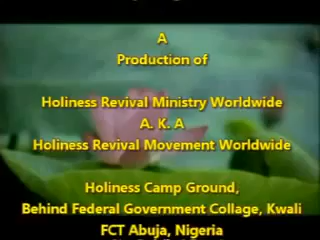 A
Production of
Holiness Revival Ministry Worldwide
A. K. A
Holiness Revival Movement Worldwide
Holiness Camp Ground,
Behind Federal Government Collage, Kwali
FCT Abuja, Nigeria